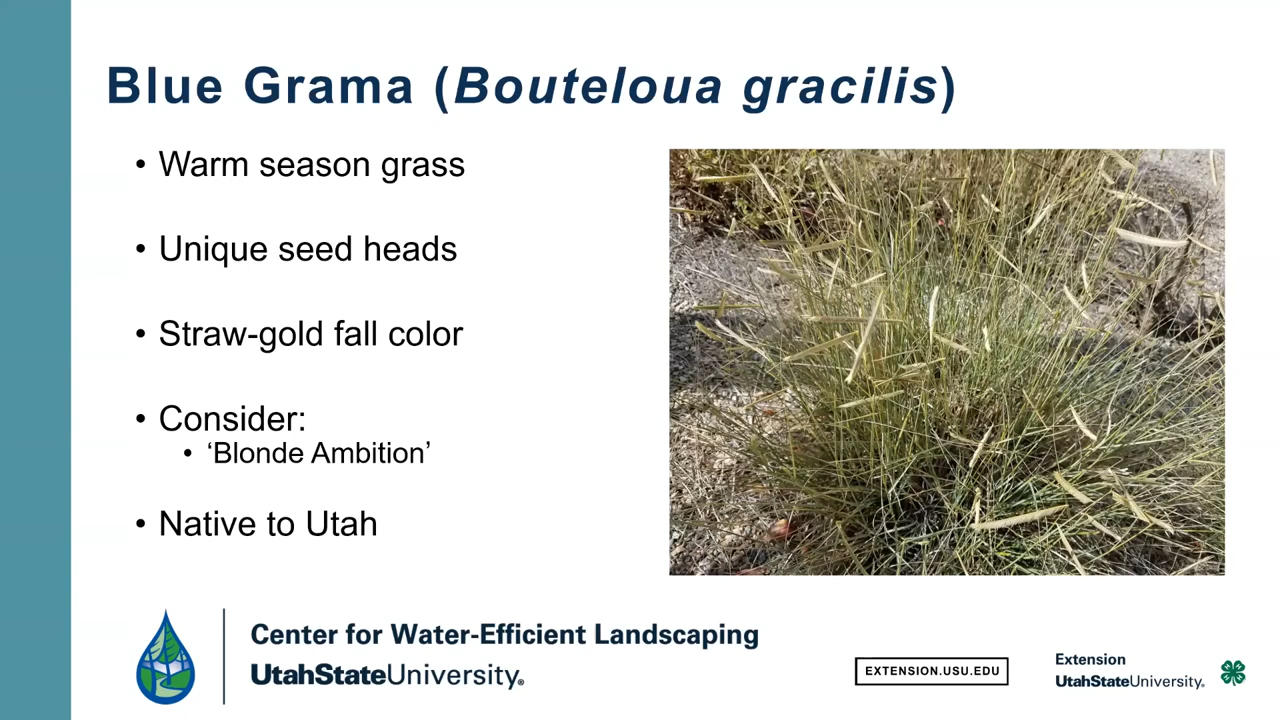 Blue Grama (Bouteloua gracilis)
• Warm season grass
• Unique seed heads
• Straw-gold fall color
• Consider:
• ‘Blonde Ambition’
• Native to Utah
Center for Water-Efficient Landscaping
UtahStateUniversity®
EXTENSION.USU.EDU
Extension
UtahStateUniversity®